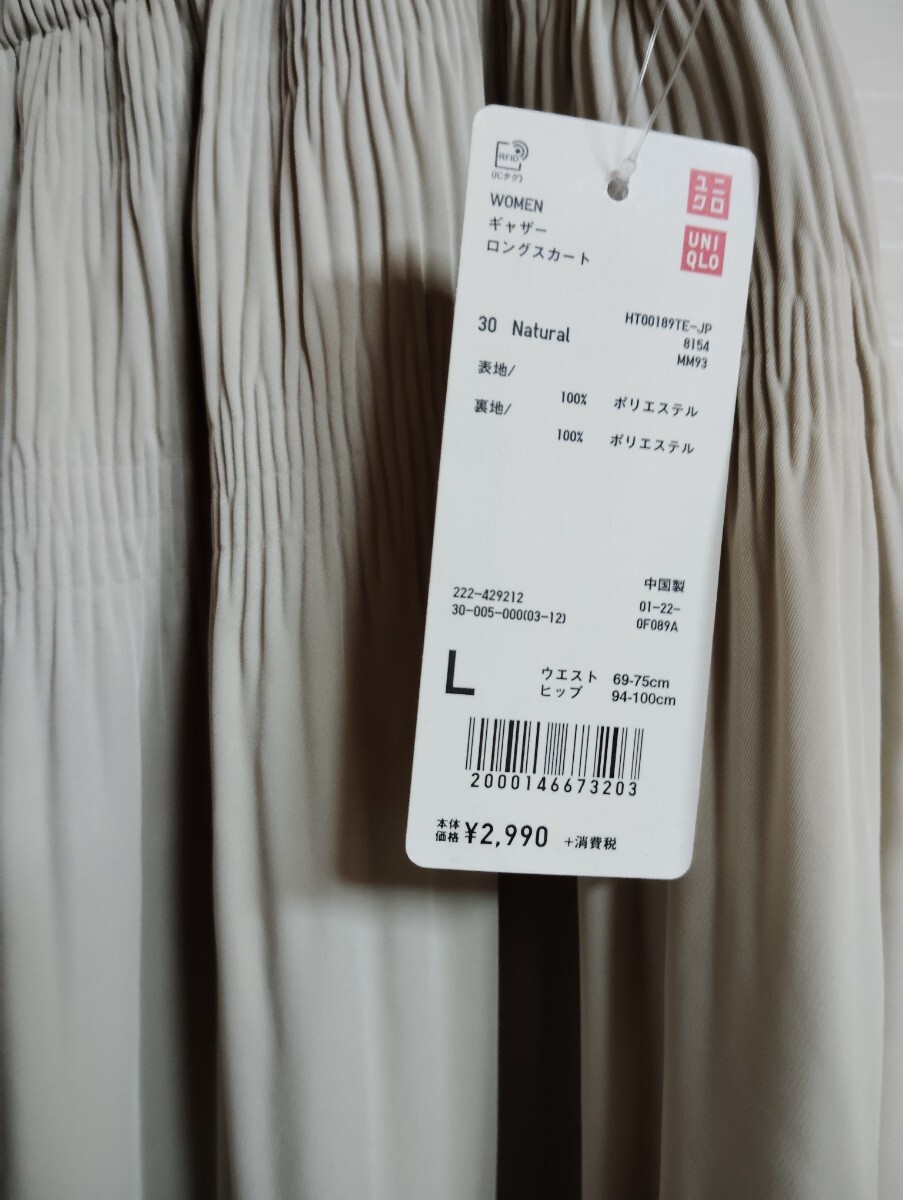 RFID
(ICタグ)
ユニ
クロ
UNI
QLO
WOMEN
ギャザー
ロングスカート
30 Natural
HT00189TE-JP
8154
MM93
表地/
100% ポリエステル
裏地/
100% ポリエステル
中国製
222-429212
30-005-000(03-12)
01-22-
0F089A
L
ウエスト 69-75cm
ヒップ 94-100cm
2000146673203
本体
価格 ¥2,990 +消費税